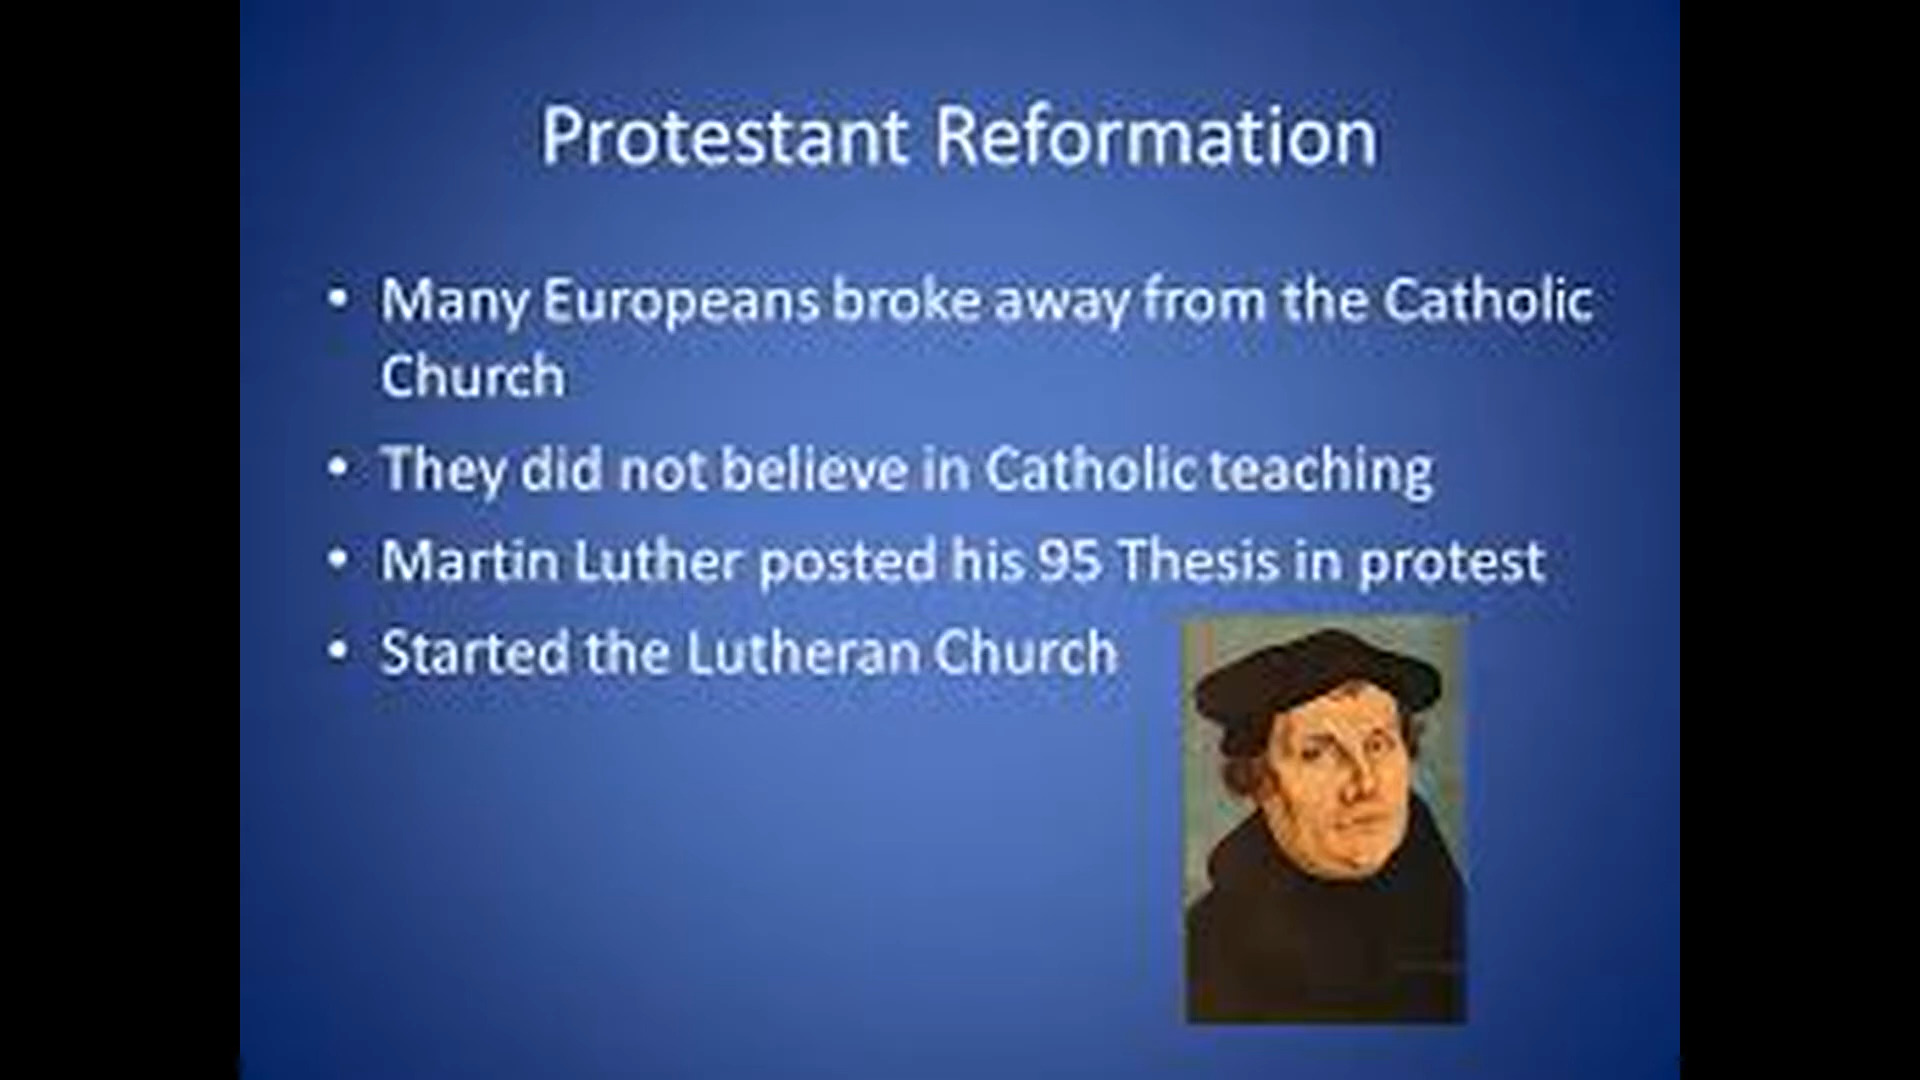 Protestant Reformation
• Many Europeans broke away from the Catholic
Church
• They did not believe in Catholic teaching
• Martin Luther posted his 95 Thesis in protest
• Started the Lutheran Church